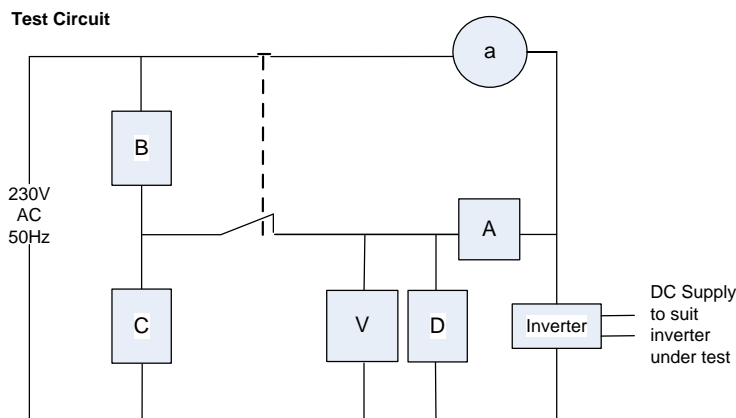 Test Circuit
a
B
230V
AC
50Hz
A
C
V
D
Inverter
DC Supply
to suit
inverter
under test